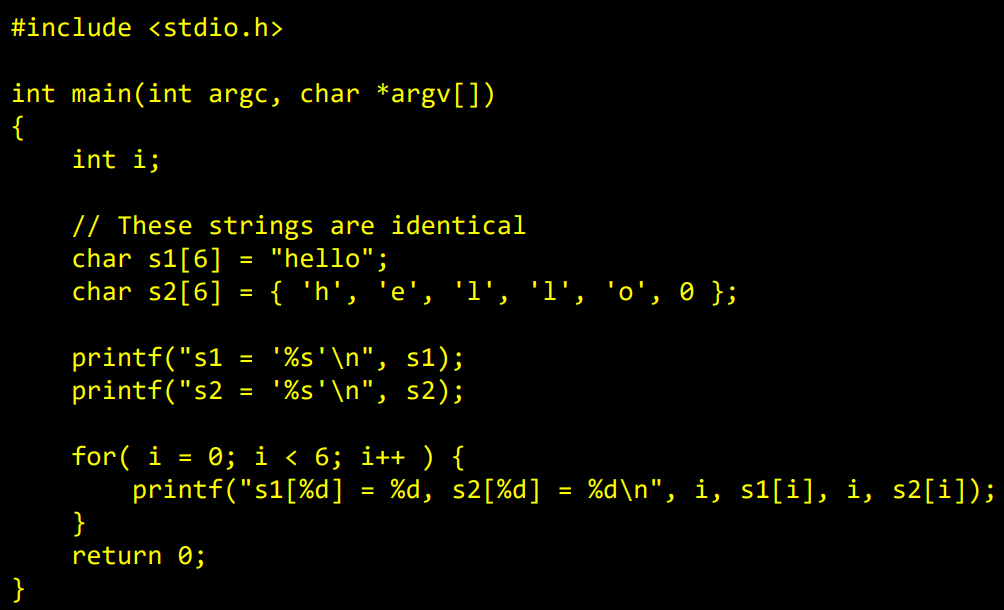 #include <stdio.h>

int main(int argc, char *argv[])
{
    int i;

    // These strings are identical
    char s1[6] = "hello";
    char s2[6] = { 'h', 'e', 'l', 'l', 'o', 0 };

    printf("s1 = '%s'\n", s1);
    printf("s2 = '%s'\n", s2);

    for( i = 0; i < 6; i++ ) {
        printf("s1[%d] = %d, s2[%d] = %d\n", i, s1[i], i, s2[i]);
    }
    return 0;
}